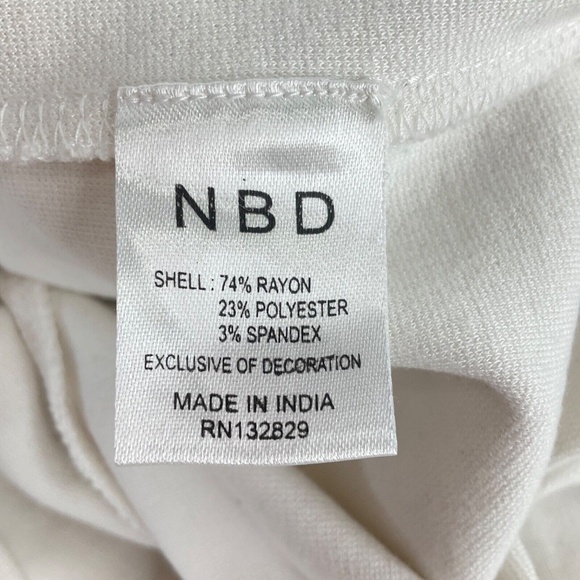 NBD
SHELL : 74% RAYON
23% POLYESTER
3% SPANDEX
EXCLUSIVE OF DECORATION
MADE IN INDIA
RN132829